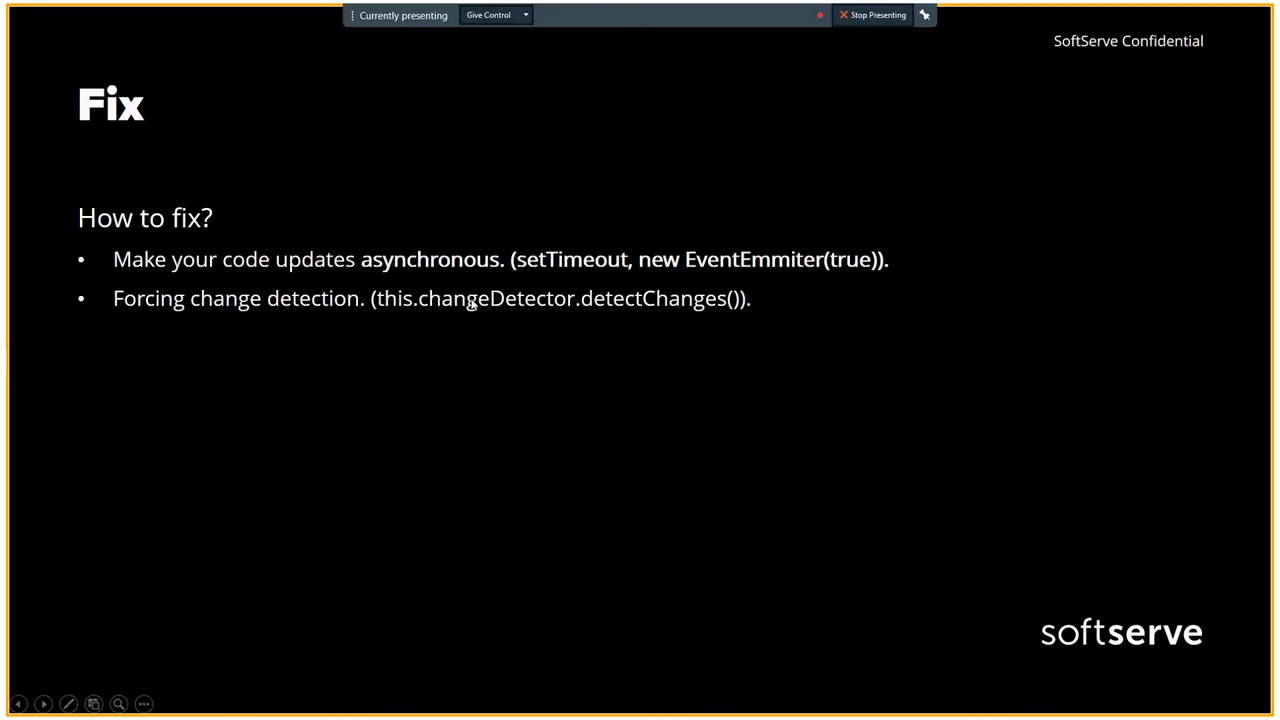 Currently presenting
Give Control
Stop Presenting
SoftServe Confidential
Fix
How to fix?
• Make your code updates asynchronous. (setTimeout, new EventEmmiter(true)).
• Forcing change detection. (this.changeDetector.detectChanges()).
softserve